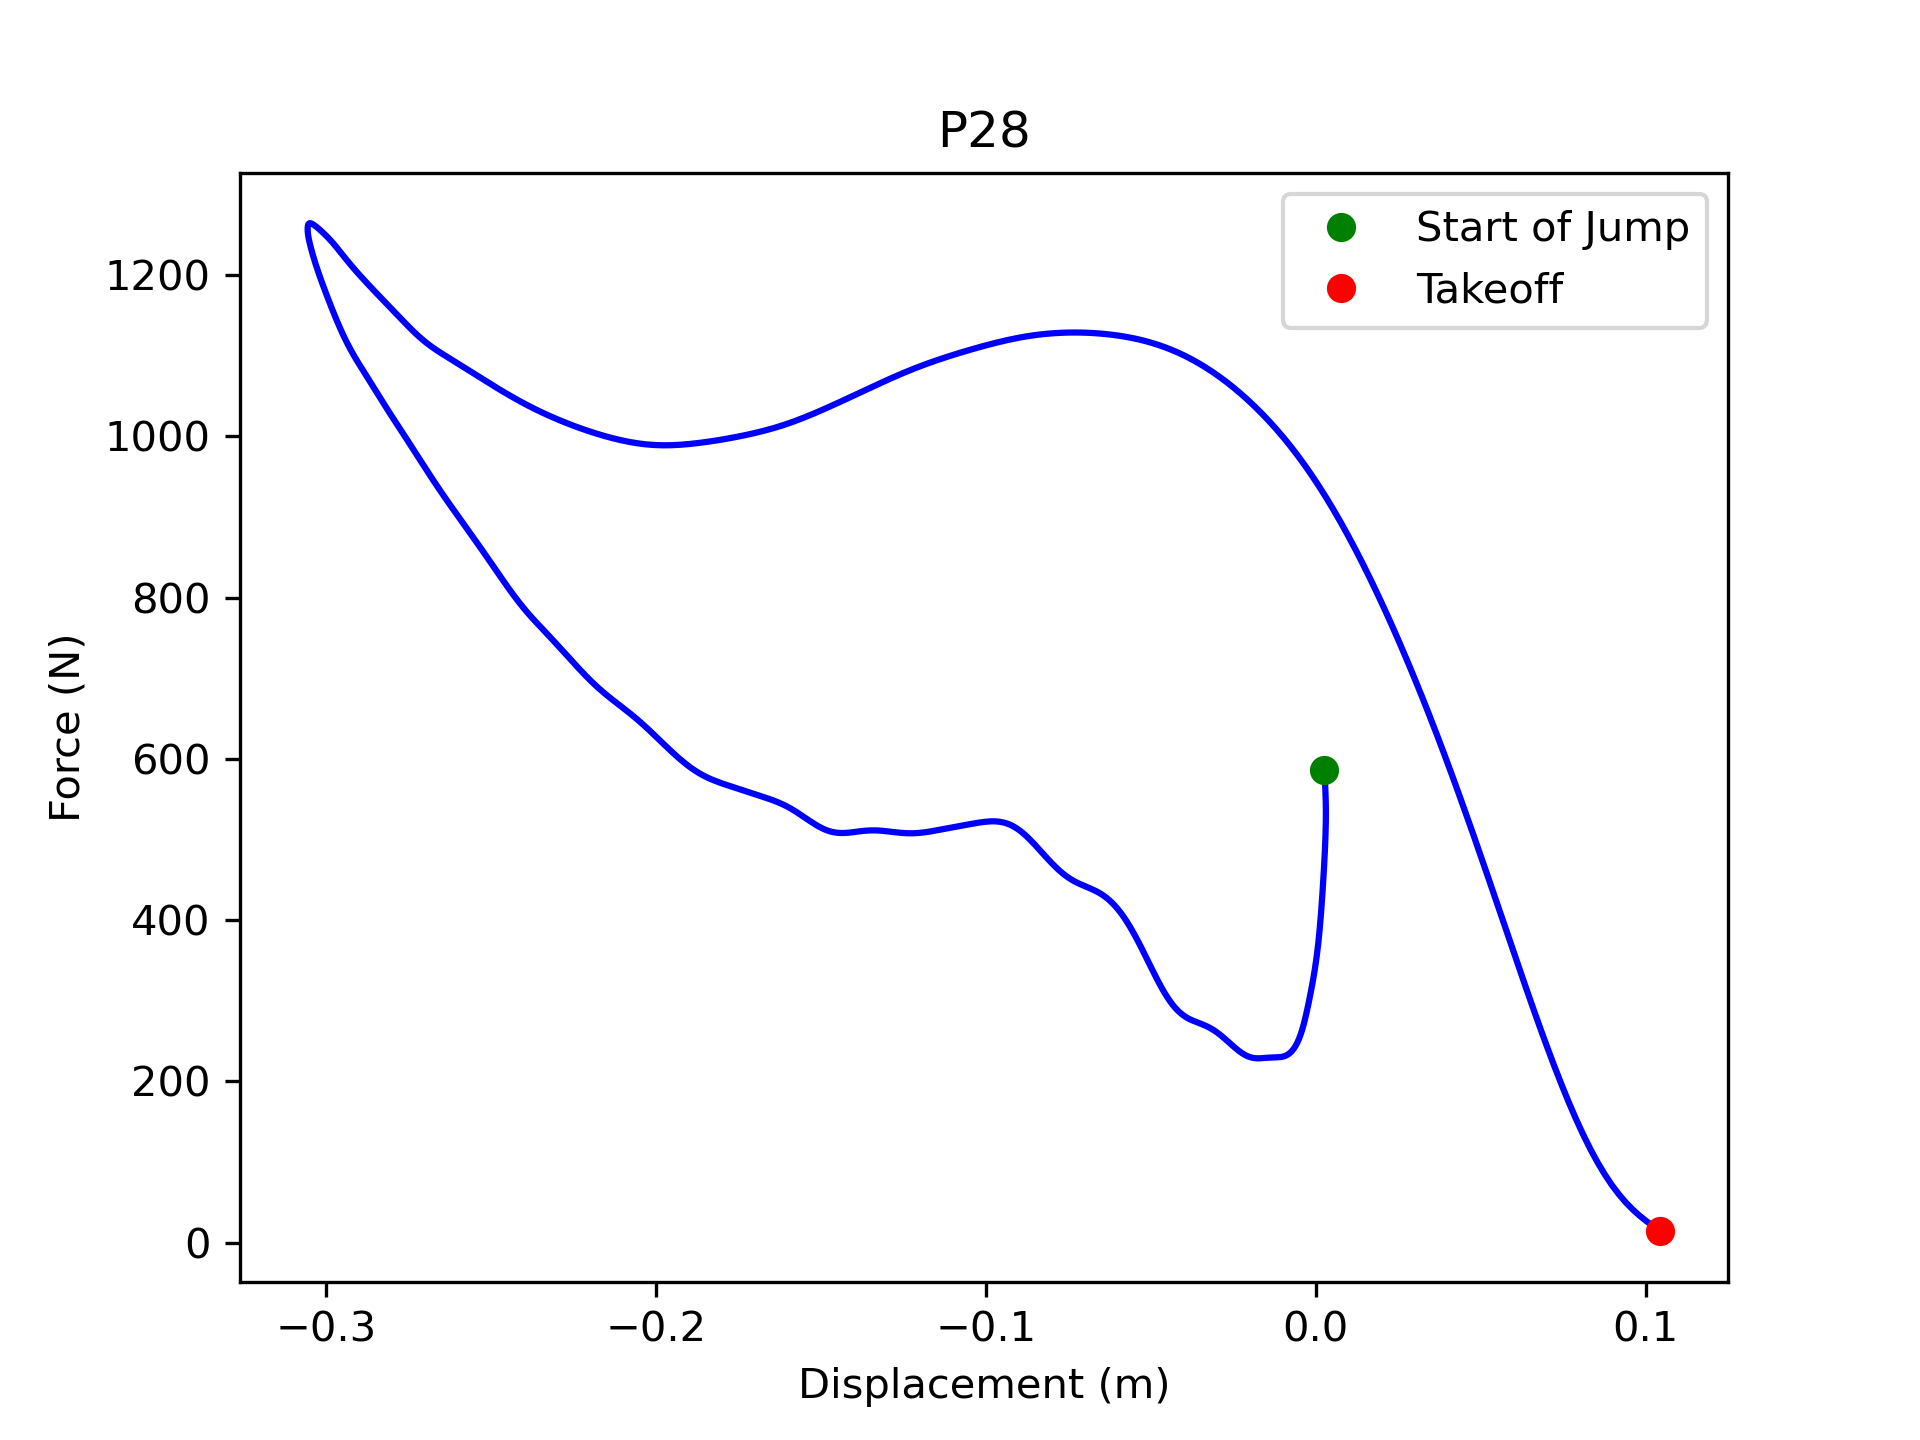 P28
Start of Jump
Takeoff
Force (N)
1200
1000
800
600
400
200
0
−0.3 −0.2 −0.1 0.0 0.1
Displacement (m)